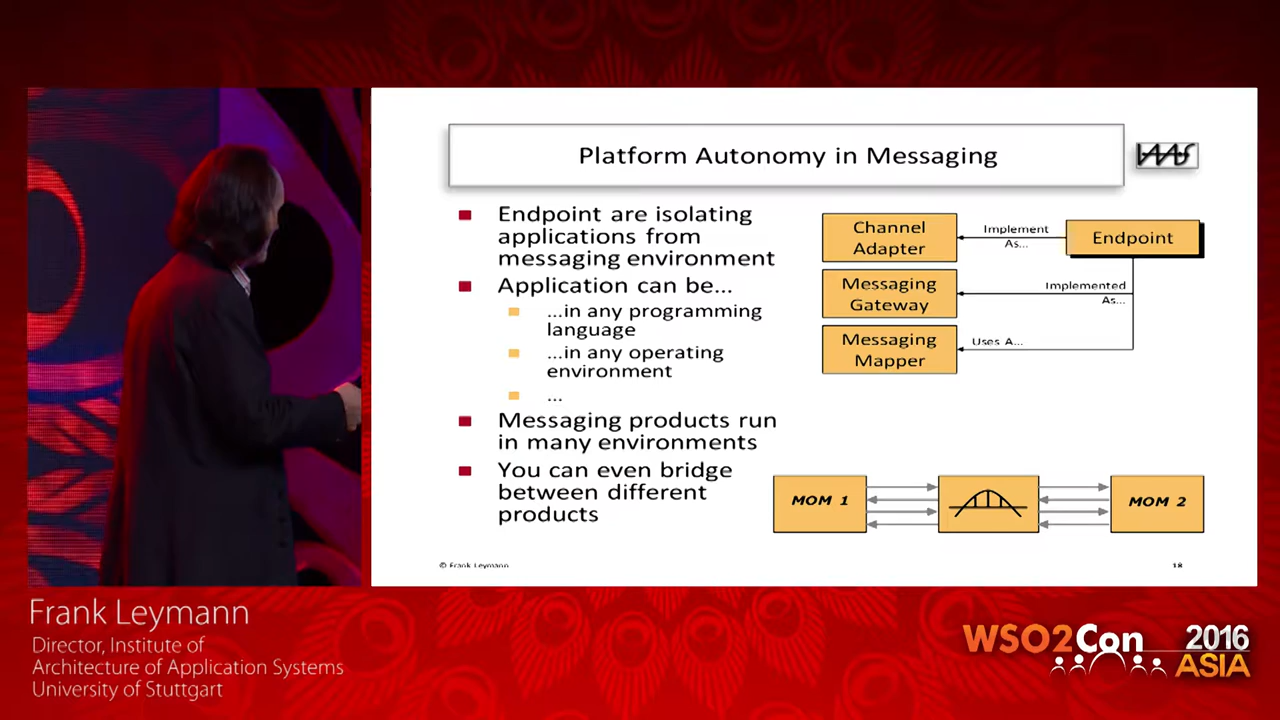 Platform Autonomy in Messaging
IAAS
Endpoint are isolating
applications from
messaging environment
Application can be...
...in any programming
language
...in any operating
environment
...
Messaging products run
in many environments
You can even bridge
between different
products
Channel
Adapter
Implement
As...
Endpoint
Messaging
Gateway
Implemented
As...
Messaging
Mapper
Uses A...
MOM 1
MOM 2
© Frank Leymann
18
Frank Leymann
Director, Institute of
Architecture of Application Systems
University of Stuttgart
WSO2Con 2016
ASIA